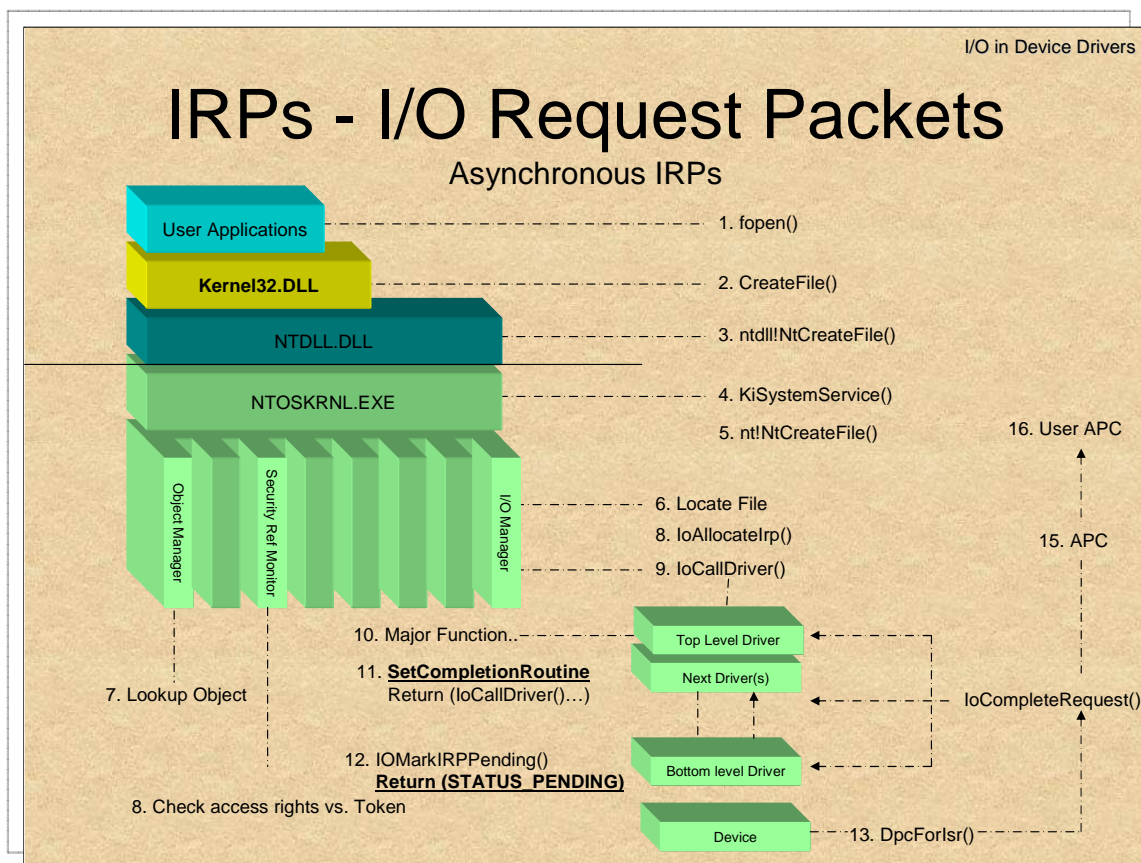 I/O in Device Drivers
IRPs - I/O Request Packets
Asynchronous IRPs
User Applications
1. fopen()
Kernel32.DLL
2. CreateFile()
NTDLL.DLL
3. ntdll!NtCreateFile()
NTOSKRNL.EXE
4. KiSystemService()
5. nt!NtCreateFile()
16. User APC
Object Manager
Security Ref Monitor
I/O Manager
6. Locate File
8. IoAllocateIrp()
15. APC
9. IoCallDriver()
10. Major Function..
Top Level Driver
11. SetCompletionRoutine
Return (IoCallDriver()…)
Next Driver(s)
7. Lookup Object
IoCompleteRequest()
12. IOMarkIRPPending()
Return (STATUS_PENDING)
Bottom level Driver
8. Check access rights vs. Token
Device
13. DpcForIsr()